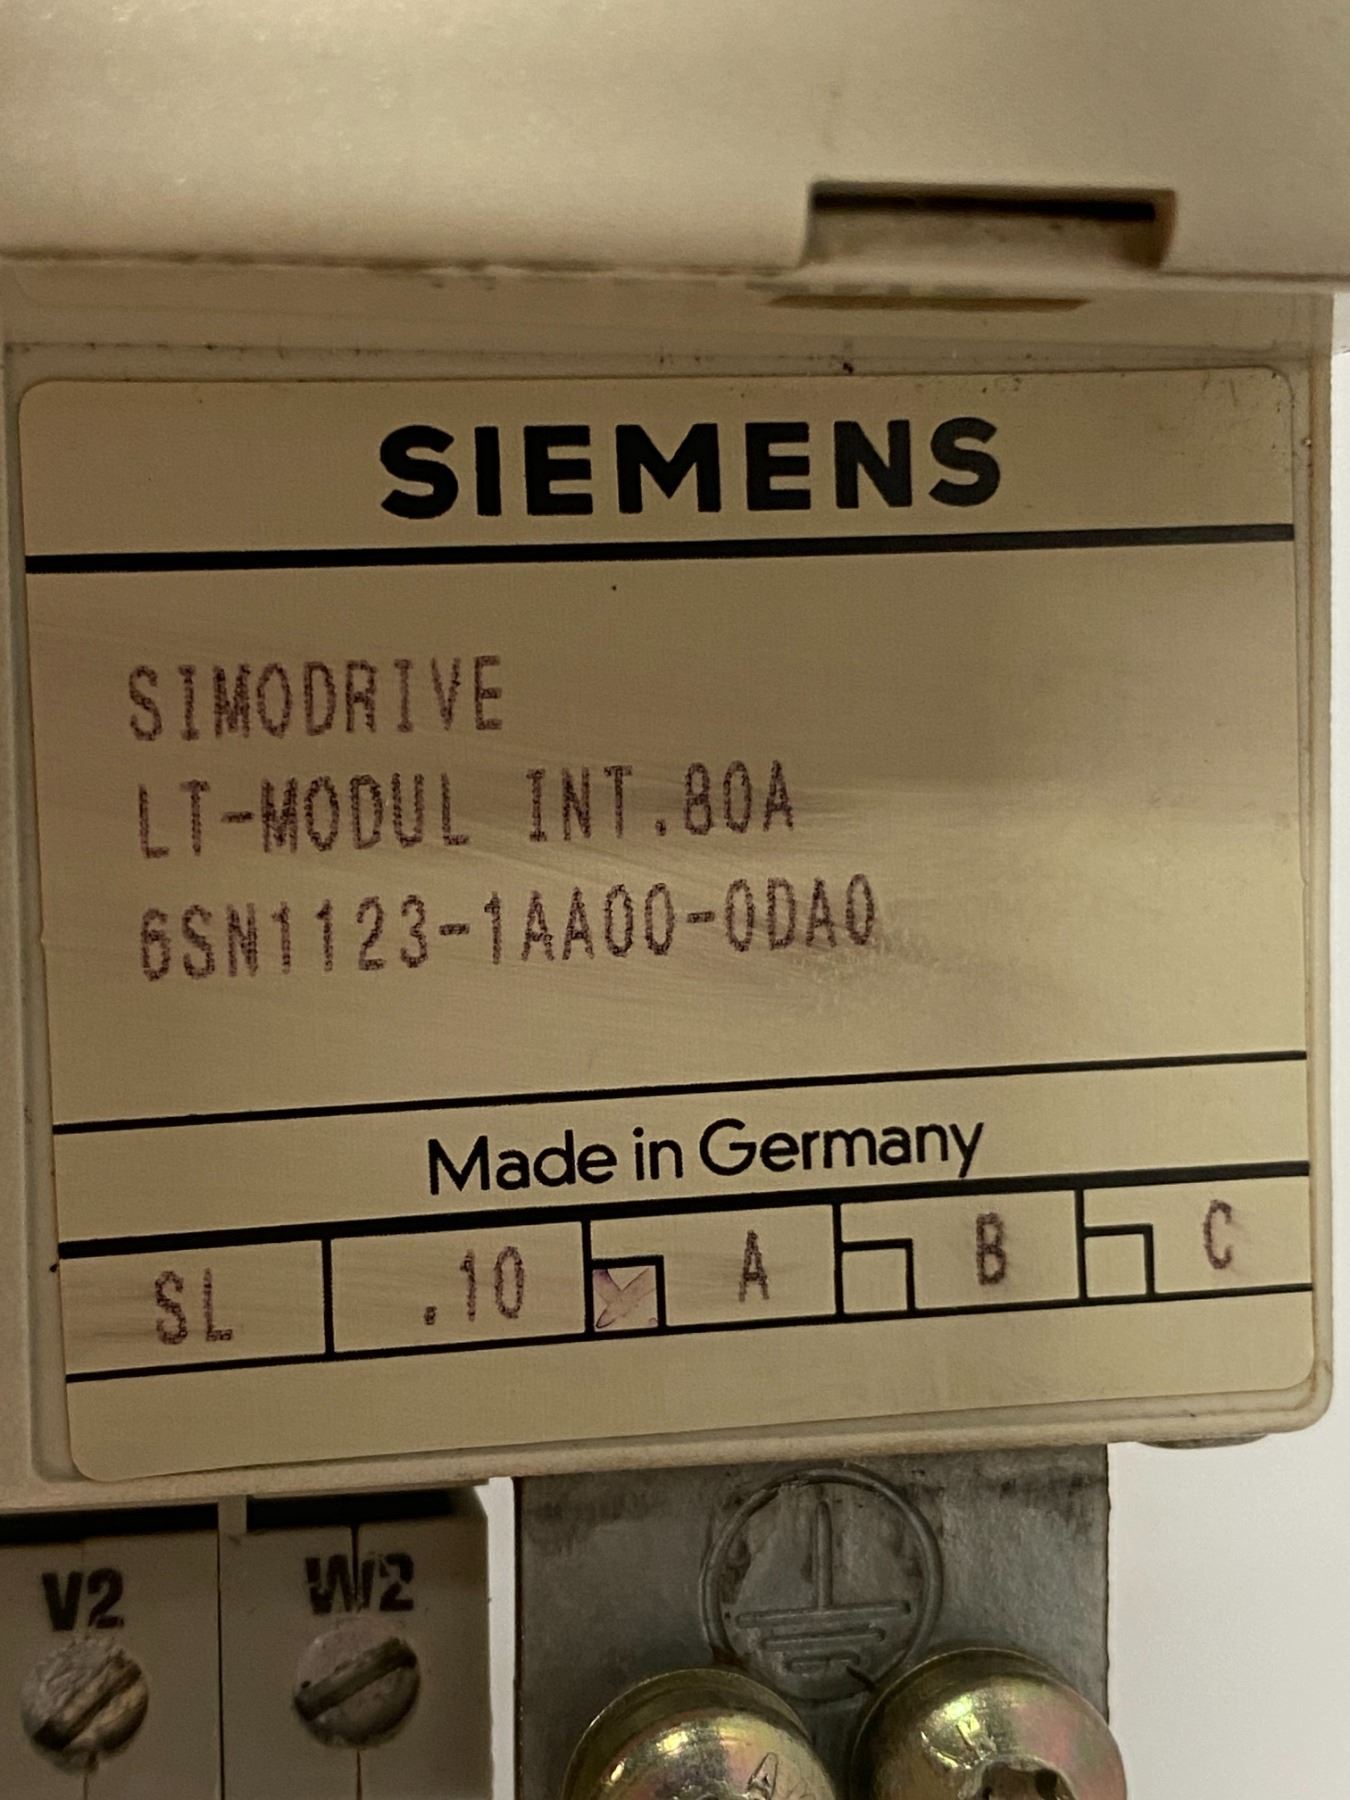 SIEMENS
SIMODRIVE
LT-MODUL INT.80A
6SN1123-1AA00-0DA0
Made in Germany
SL .10 A B C
V2 W2